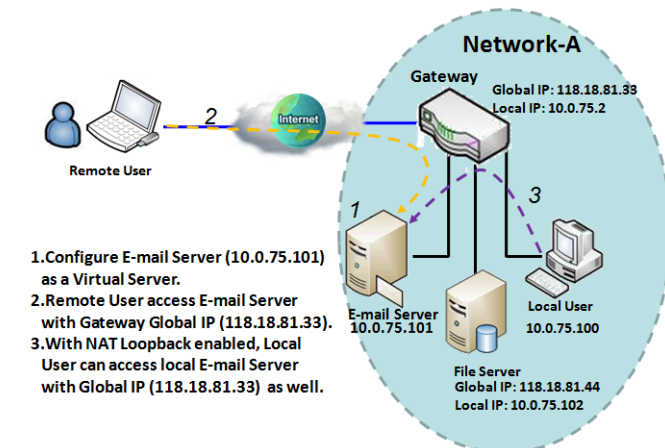 Network-A
Gateway
Global IP: 118.18.81.33
Local IP: 10.0.75.2
2
Internet
Remote User
1
3
1.Configure E-mail Server (10.0.75.101)
as a Virtual Server.
2.Remote User access E-mail Server
with Gateway Global IP (118.18.81.33).
3.With NAT Loopback enabled, Local
User can access local E-mail Server
with Global IP (118.18.81.33) as well.
E-mail Server
10.0.75.101
Local User
10.0.75.100
File Server
Global IP: 118.18.81.44
Local IP: 10.0.75.102